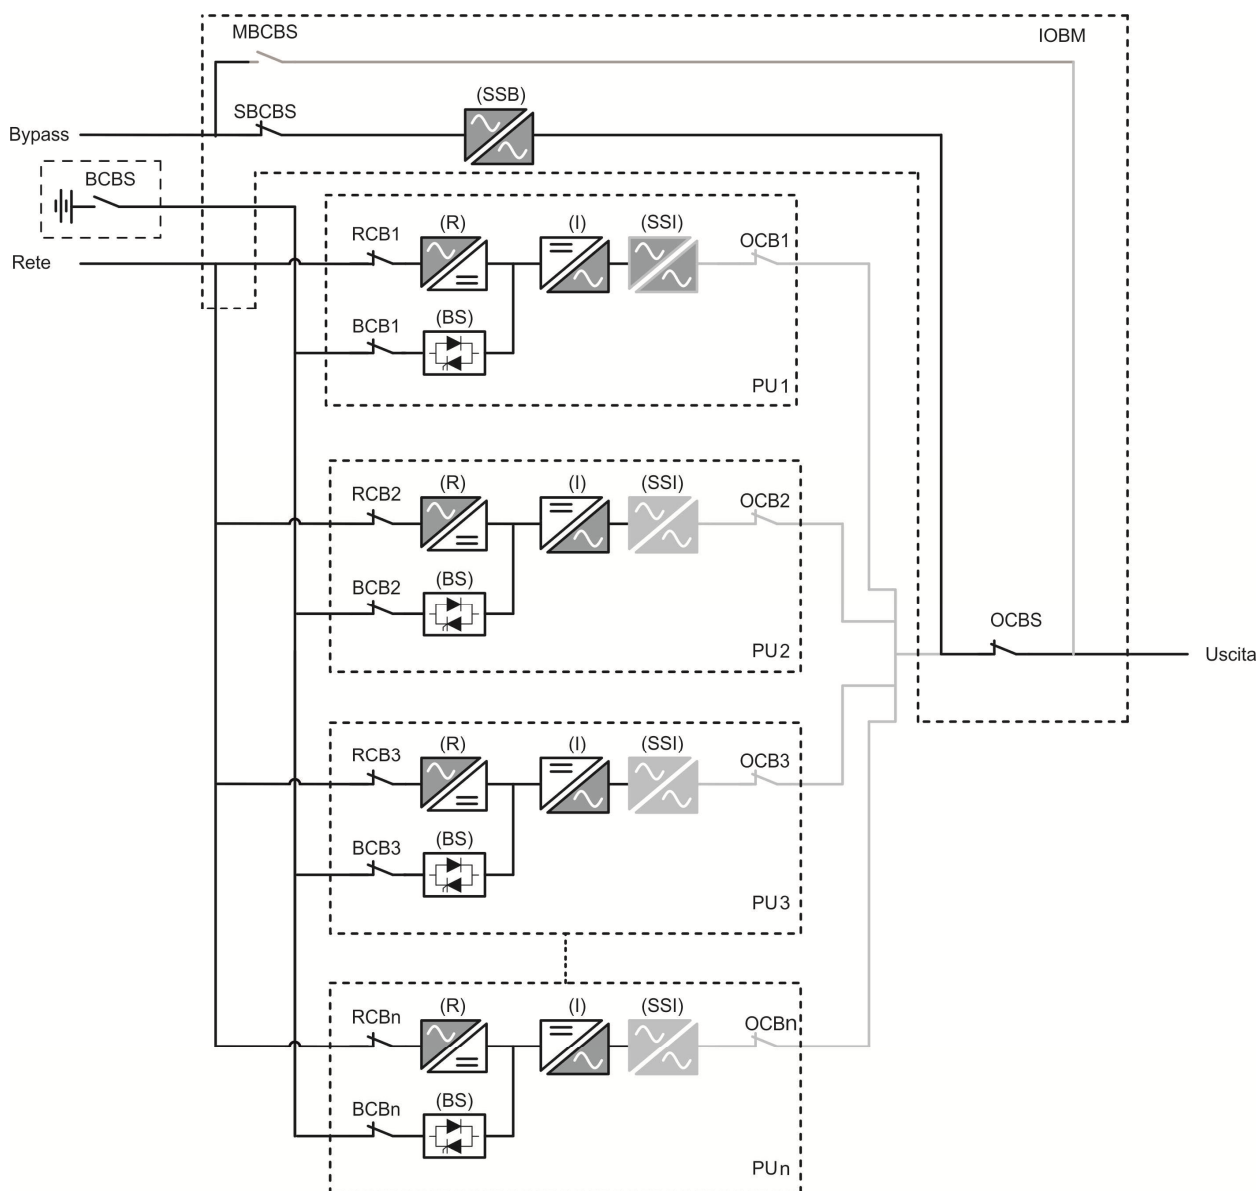 MBCBS
IOBM
(SSB)
SBCBS
Bypass
BCBS
RCB1
(R)
(I)
(SSI)
OCB1
Rete
BCB1
(BS)
PU1
RCB2
(R)
(I)
(SSI)
OCB2
BCB2
(BS)
OCBS
PU2
Uscita
RCB3
(R)
(I)
(SSI)
OCB3
BCB3
(BS)
PU3
RCBn
(R)
(I)
(SSI)
OCBn
BCBn
(BS)
PUn